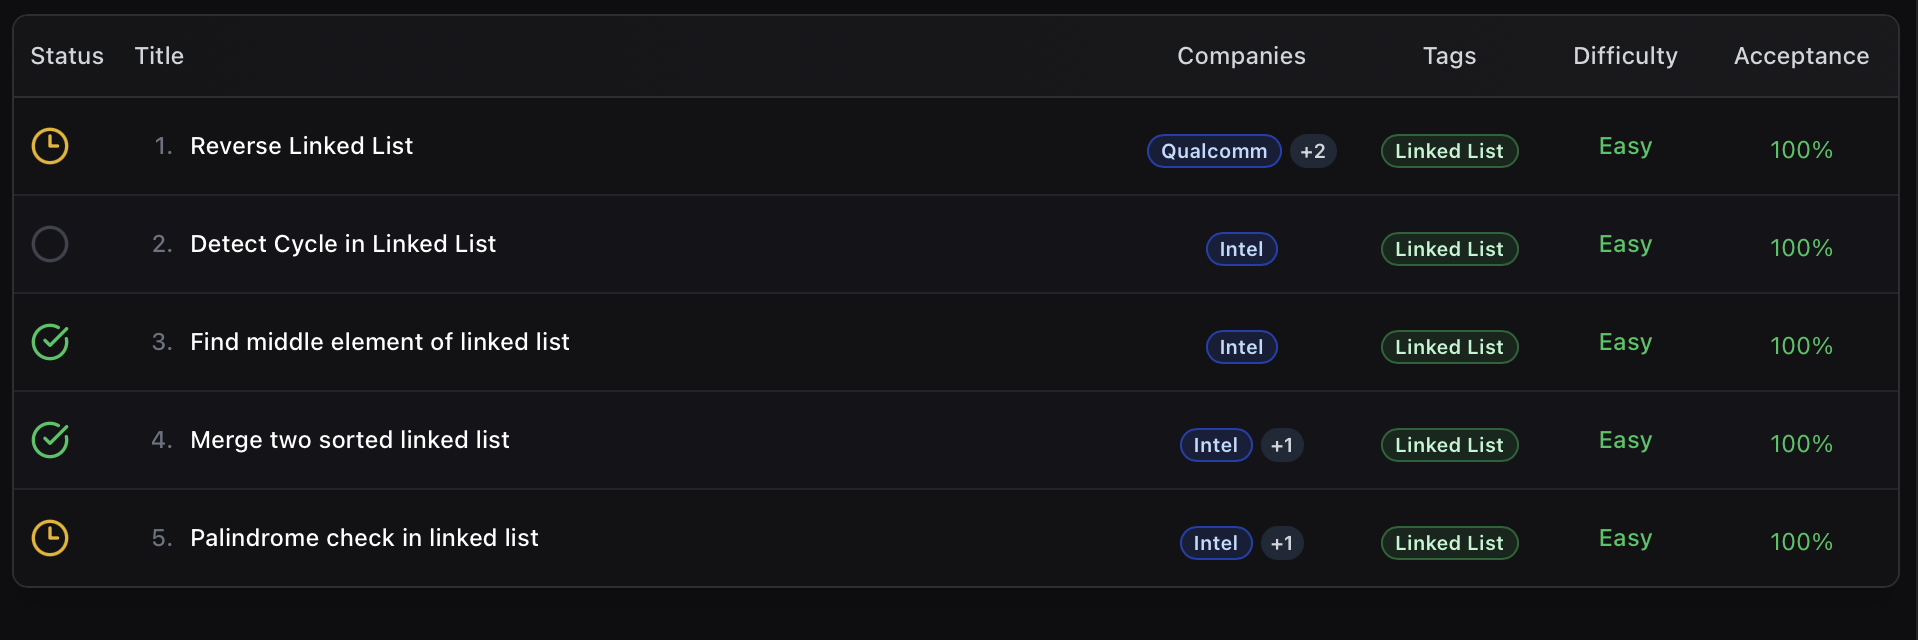 Status Title Companies Tags Difficulty Acceptance
1. Reverse Linked List Qualcomm +2 Linked List Easy 100%
2. Detect Cycle in Linked List Intel Linked List Easy 100%
3. Find middle element of linked list Intel Linked List Easy 100%
4. Merge two sorted linked list Intel +1 Linked List Easy 100%
5. Palindrome check in linked list Intel +1 Linked List Easy 100%